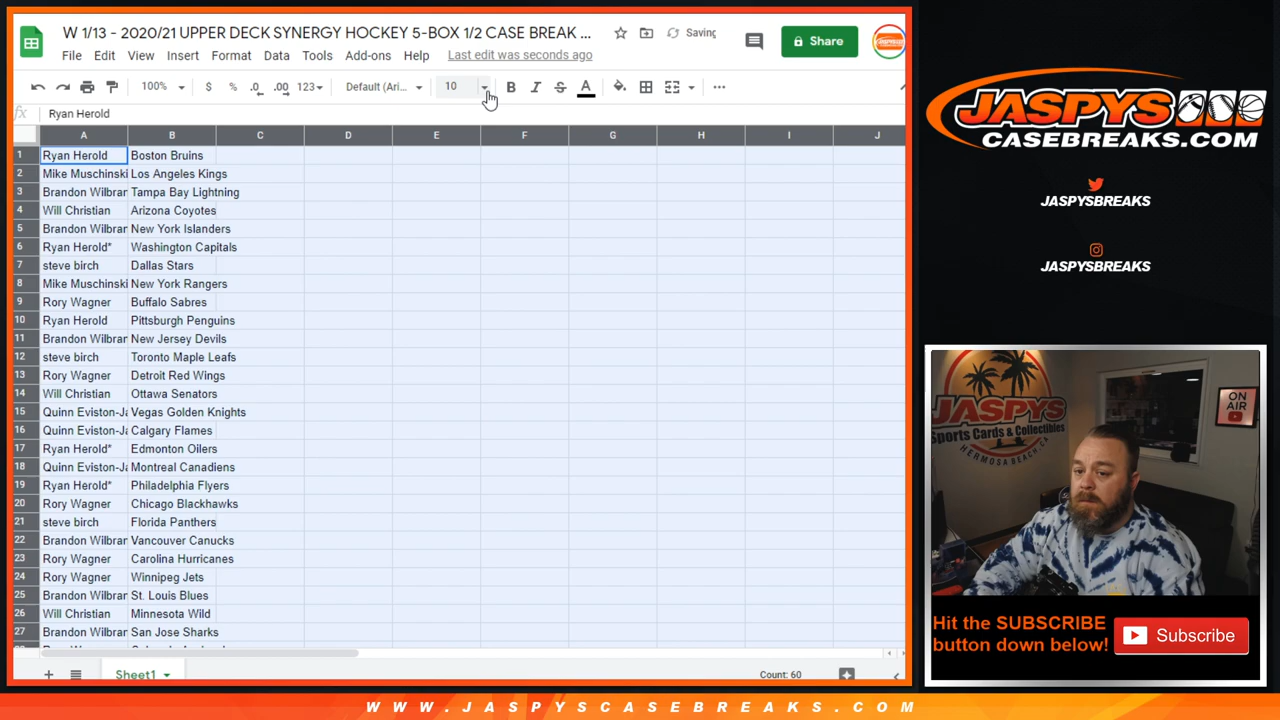 W 1/13 - 2020/21 UPPER DECK SYNERGY HOCKEY 5-BOX 1/2 CASE BREAK ...
Saving
Share
File Edit View Insert Format Data Tools Add-ons Help Last edit was seconds ago
100% $ % .0 .00 123 Default (Ari... 10 B I S A ...
fx Ryan Herold
A B C D E F G H I J
1 Ryan Herold Boston Bruins
2 Mike Muschinski Los Angeles Kings
3 Brandon Wilbran Tampa Bay Lightning
4 Will Christian Arizona Coyotes
5 Brandon Wilbran New York Islanders
6 Ryan Herold* Washington Capitals
7 steve birch Dallas Stars
8 Mike Muschinski New York Rangers
9 Rory Wagner Buffalo Sabres
10 Ryan Herold Pittsburgh Penguins
11 Brandon Wilbran New Jersey Devils
12 steve birch Toronto Maple Leafs
13 Rory Wagner Detroit Red Wings
14 Will Christian Ottawa Senators
15 Quinn Eviston-Ja Vegas Golden Knights
16 Quinn Eviston-Ja Calgary Flames
17 Ryan Herold* Edmonton Oilers
18 Quinn Eviston-Ja Montreal Canadiens
19 Ryan Herold* Philadelphia Flyers
20 Rory Wagner Chicago Blackhawks
21 steve birch Florida Panthers
22 Brandon Wilbran Vancouver Canucks
23 Rory Wagner Carolina Hurricanes
24 Rory Wagner Winnipeg Jets
25 Brandon Wilbran St. Louis Blues
26 Will Christian Minnesota Wild
27 Brandon Wilbran San Jose Sharks
Sheet1
Count: 60
JASPYS
CASEBREAKS.COM
JASPYSBREAKS
JASPYSBREAKS
JASPYS
Sports Cards & Collectibles
HERMOSA BEACH, CA
ON AIR
Hit the SUBSCRIBE
button down below!
Subscribe
WWW.JASPYSCASEBREAKS.COM